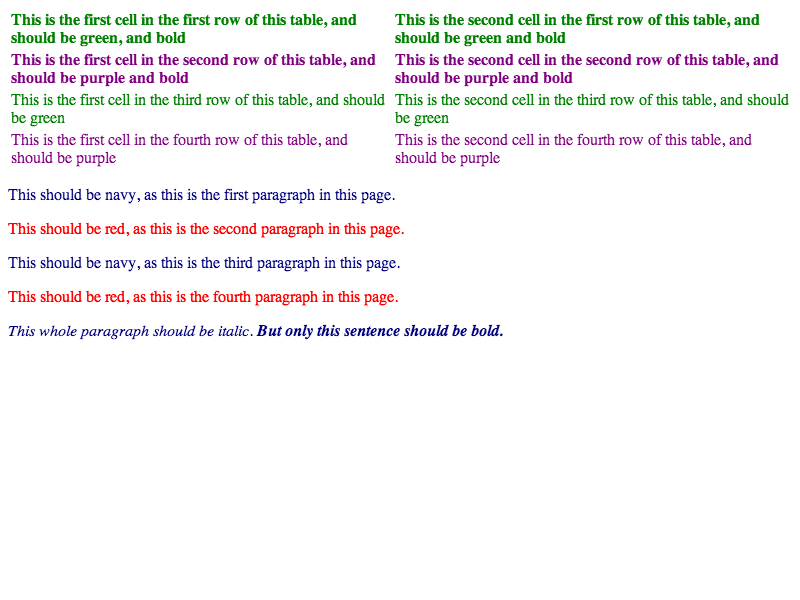 This is the first cell in the first row of this table, and
should be green, and bold
This is the second cell in the first row of this table, and
should be green and bold
This is the first cell in the second row of this table, and
should be purple and bold
This is the second cell in the second row of this table, and
should be purple and bold
This is the first cell in the third row of this table, and should
be green
This is the second cell in the third row of this table, and should
be green
This is the first cell in the fourth row of this table, and
should be purple
This is the second cell in the fourth row of this table, and
should be purple
This should be navy, as this is the first paragraph in this page.
This should be red, as this is the second paragraph in this page.
This should be navy, as this is the third paragraph in this page.
This should be red, as this is the fourth paragraph in this page.
This whole paragraph should be italic. But only this sentence should be bold.